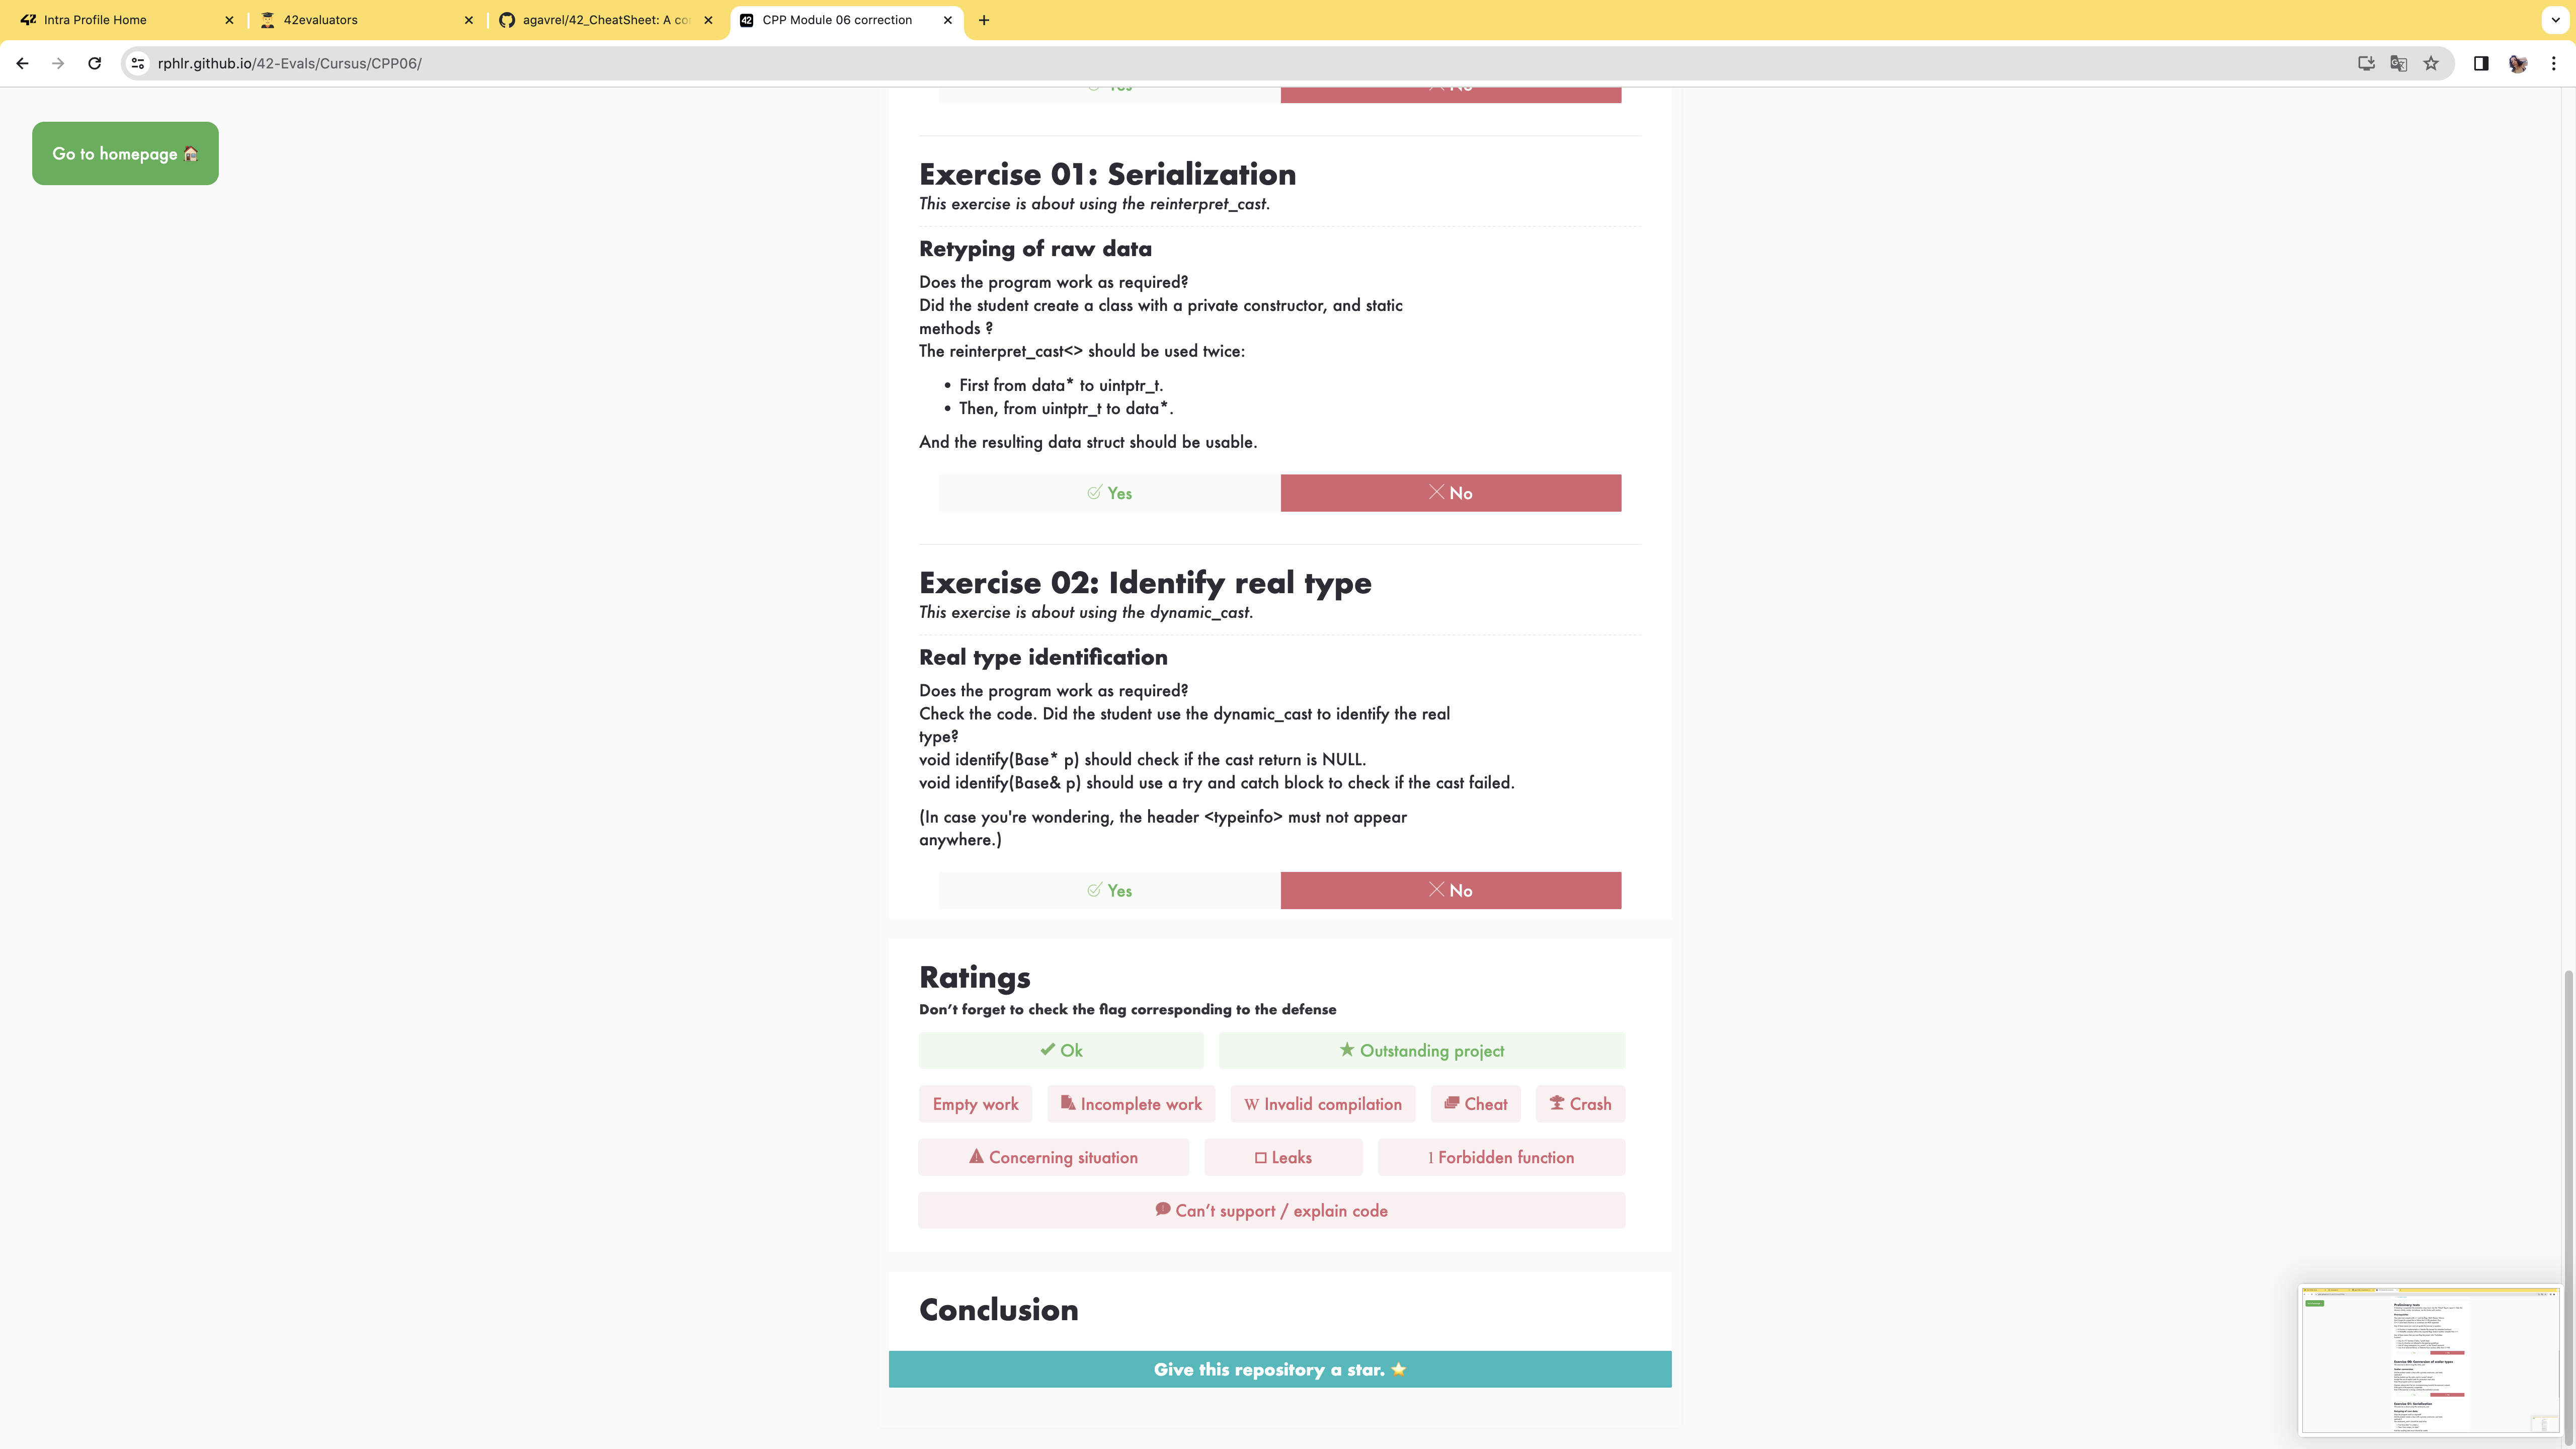 Intra Profile Home
42evaluators
agavrel/42_CheatSheet: A co
42 CPP Module 06 correction
rphlr.github.io/42-Evals/Cursus/CPP06/
Go to homepage
Yes No
Exercise 01: Serialization
This exercise is about using the reinterpret_cast.
Retyping of raw data
Does the program work as required?
Did the student create a class with a private constructor, and static
methods ?
The reinterpret_cast<> should be used twice:
• First from data* to uintptr_t.
• Then, from uintptr_t to data*.
And the resulting data struct should be usable.
Yes No
Exercise 02: Identify real type
This exercise is about using the dynamic_cast.
Real type identification
Does the program work as required?
Check the code. Did the student use the dynamic_cast to identify the real
type?
void identify(Base* p) should check if the cast return is NULL.
void identify(Base& p) should use a try and catch block to check if the cast failed.
(In case you're wondering, the header <typeinfo> must not appear
anywhere.)
Yes No
Ratings
Don’t forget to check the flag corresponding to the defense
Ok Outstanding project
Empty work Incomplete work W Invalid compilation Cheat Crash
Concerning situation Leaks l Forbidden function
Can’t support / explain code
Conclusion
Give this repository a star.